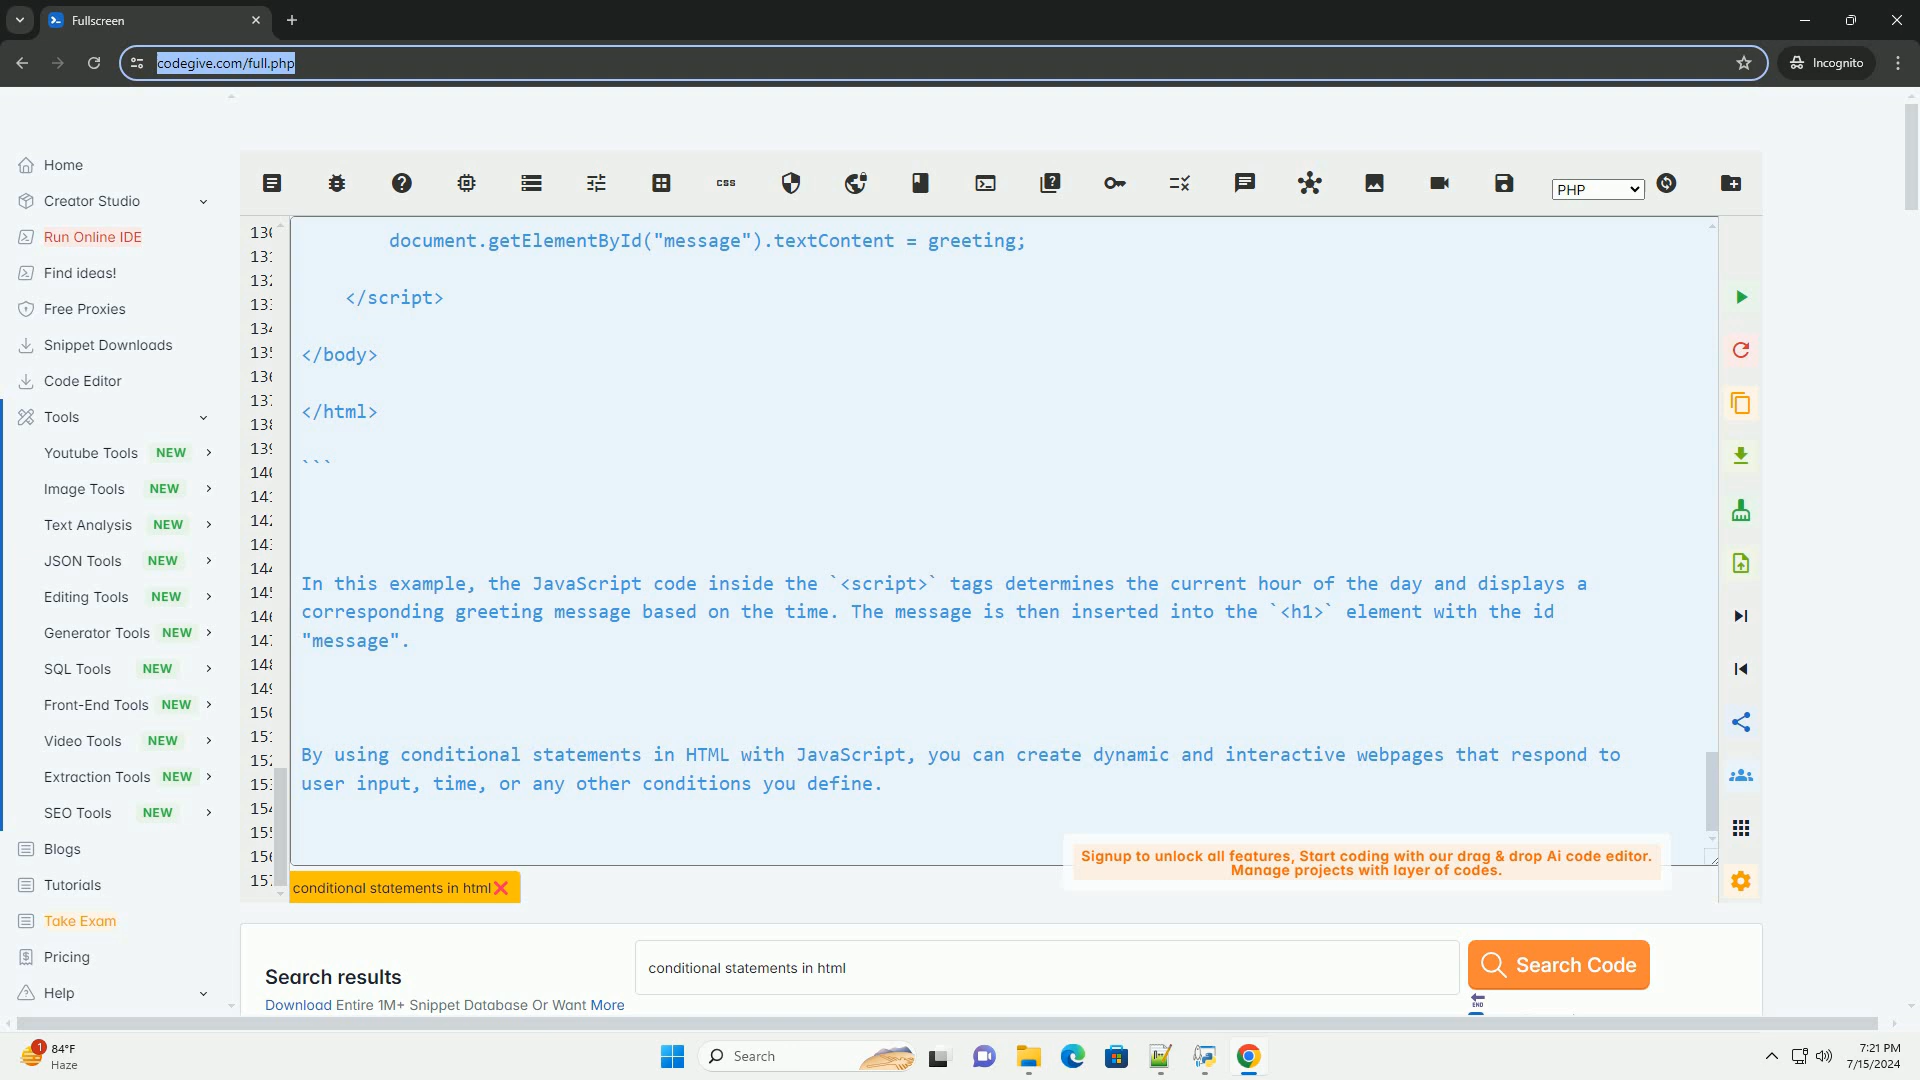 Fullscreen
codegive.com/full.php
Incognito
Home
Creator Studio
Run Online IDE
Find ideas!
Free Proxies
Snippet Downloads
Code Editor
Tools
Youtube Tools NEW
Image Tools NEW
Text Analysis NEW
JSON Tools NEW
Editing Tools NEW
Generator Tools NEW
SQL Tools NEW
Front-End Tools NEW
Video Tools NEW
Extraction Tools NEW
SEO Tools NEW
Blogs
Tutorials
Take Exam
Pricing
Help
css
PHP
document.getElementById("message").textContent = greeting;
</script>
</body>
</html>
```
In this example, the JavaScript code inside the `<script>` tags determines the current hour of the day and displays a
corresponding greeting message based on the time. The message is then inserted into the `<h1>` element with the id
"message".
By using conditional statements in HTML with JavaScript, you can create dynamic and interactive webpages that respond to
user input, time, or any other conditions you define.
Signup to unlock all features, Start coding with our drag & drop Ai code editor.
Manage projects with layer of codes.
conditional statements in html
Search results
conditional statements in html
Search Code
Download Entire 1M+ Snippet Database Or Want More
END
1
84°F
Haze
Search
7:21 PM
7/15/2024